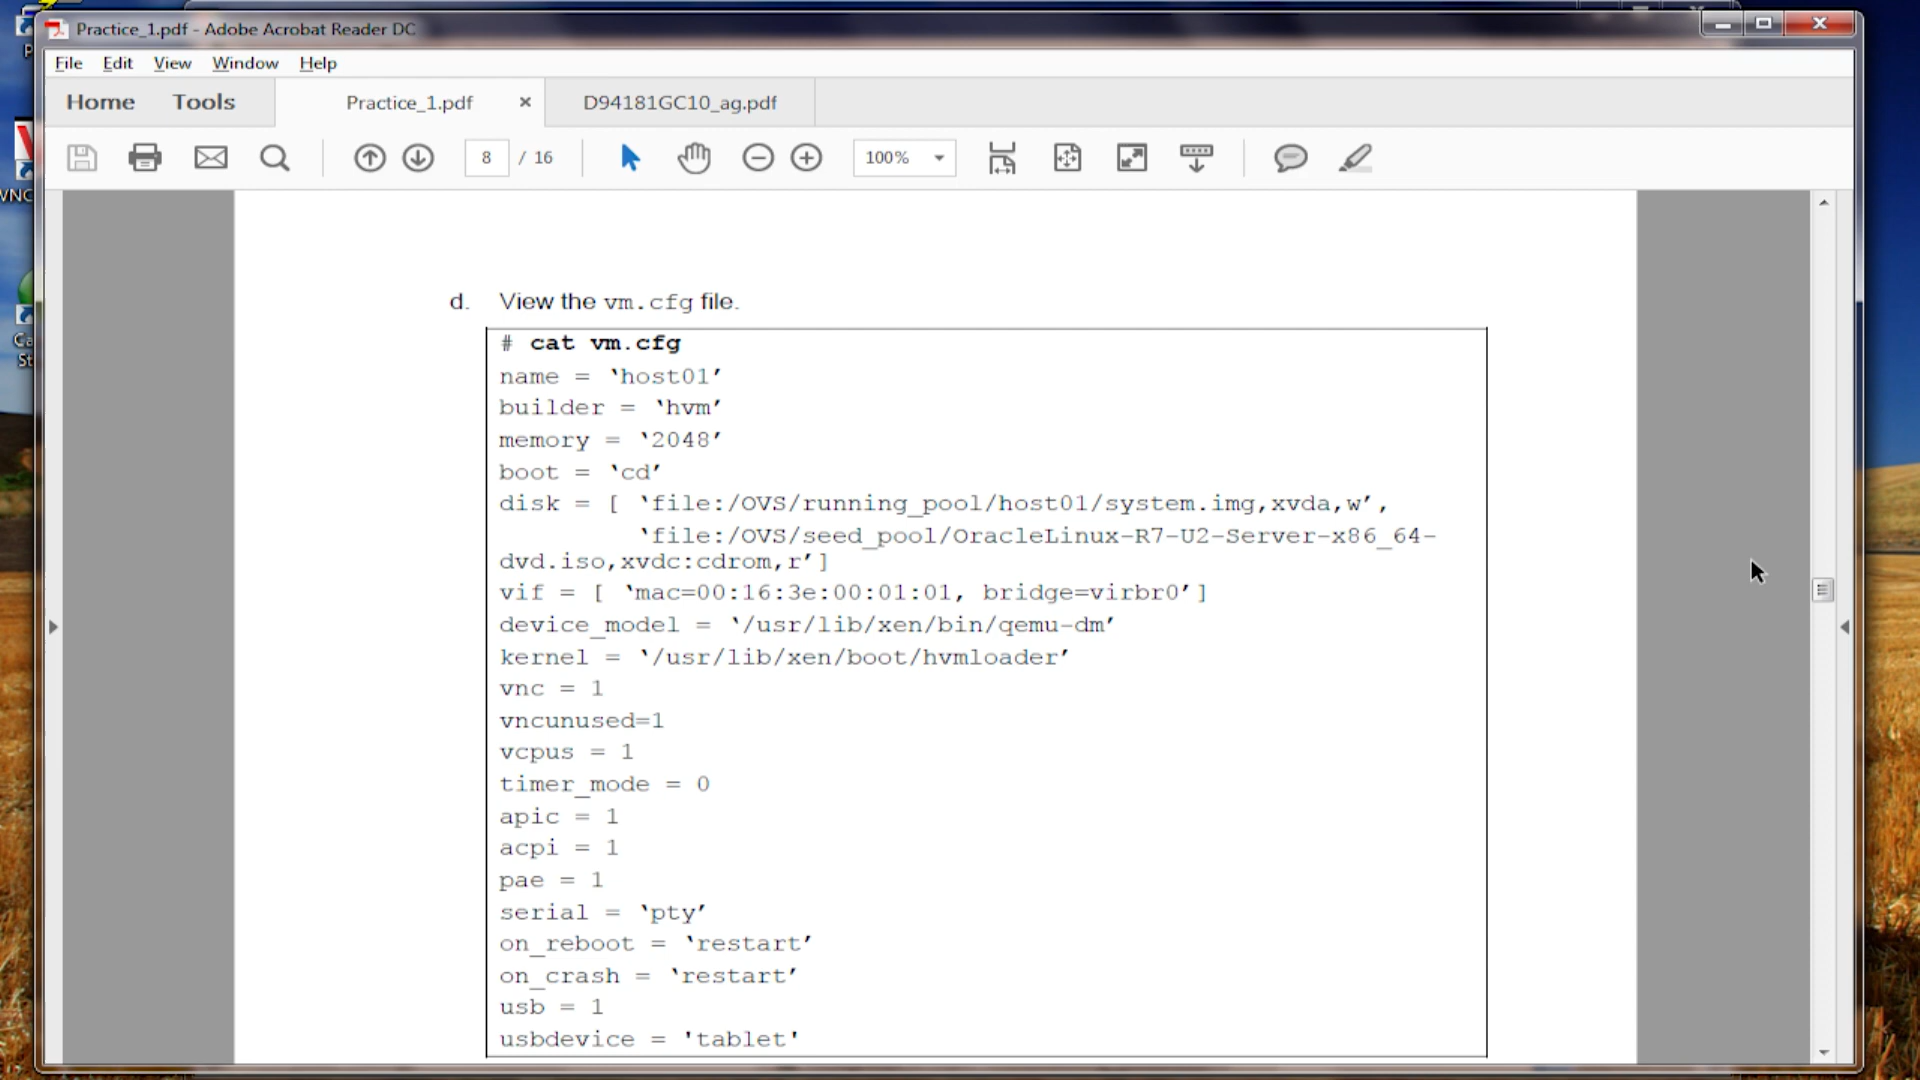 Practice_1.pdf - Adobe Acrobat Reader DC
File Edit View Window Help
Home Tools Practice_1.pdf × D94181GC10_ag.pdf
8 / 16 100%
d. View the vm.cfg file.
# cat vm.cfg
name = ‘host01’
builder = ‘hvm’
memory = ‘2048’
boot = ‘cd’
disk = [ ‘file:/OVS/running_pool/host01/system.img,xvda,w’,
‘file:/OVS/seed_pool/OracleLinux-R7-U2-Server-x86_64-
dvd.iso,xvdc:cdrom,r’]
vif = [ ‘mac=00:16:3e:00:01:01, bridge=virbr0’]
device_model = ‘/usr/lib/xen/bin/qemu-dm’
kernel = ‘/usr/lib/xen/boot/hvmloader’
vnc = 1
vncunused=1
vcpus = 1
timer_mode = 0
apic = 1
acpi = 1
pae = 1
serial = ‘pty’
on_reboot = ‘restart’
on_crash = ‘restart’
usb = 1
usbdevice = 'tablet'